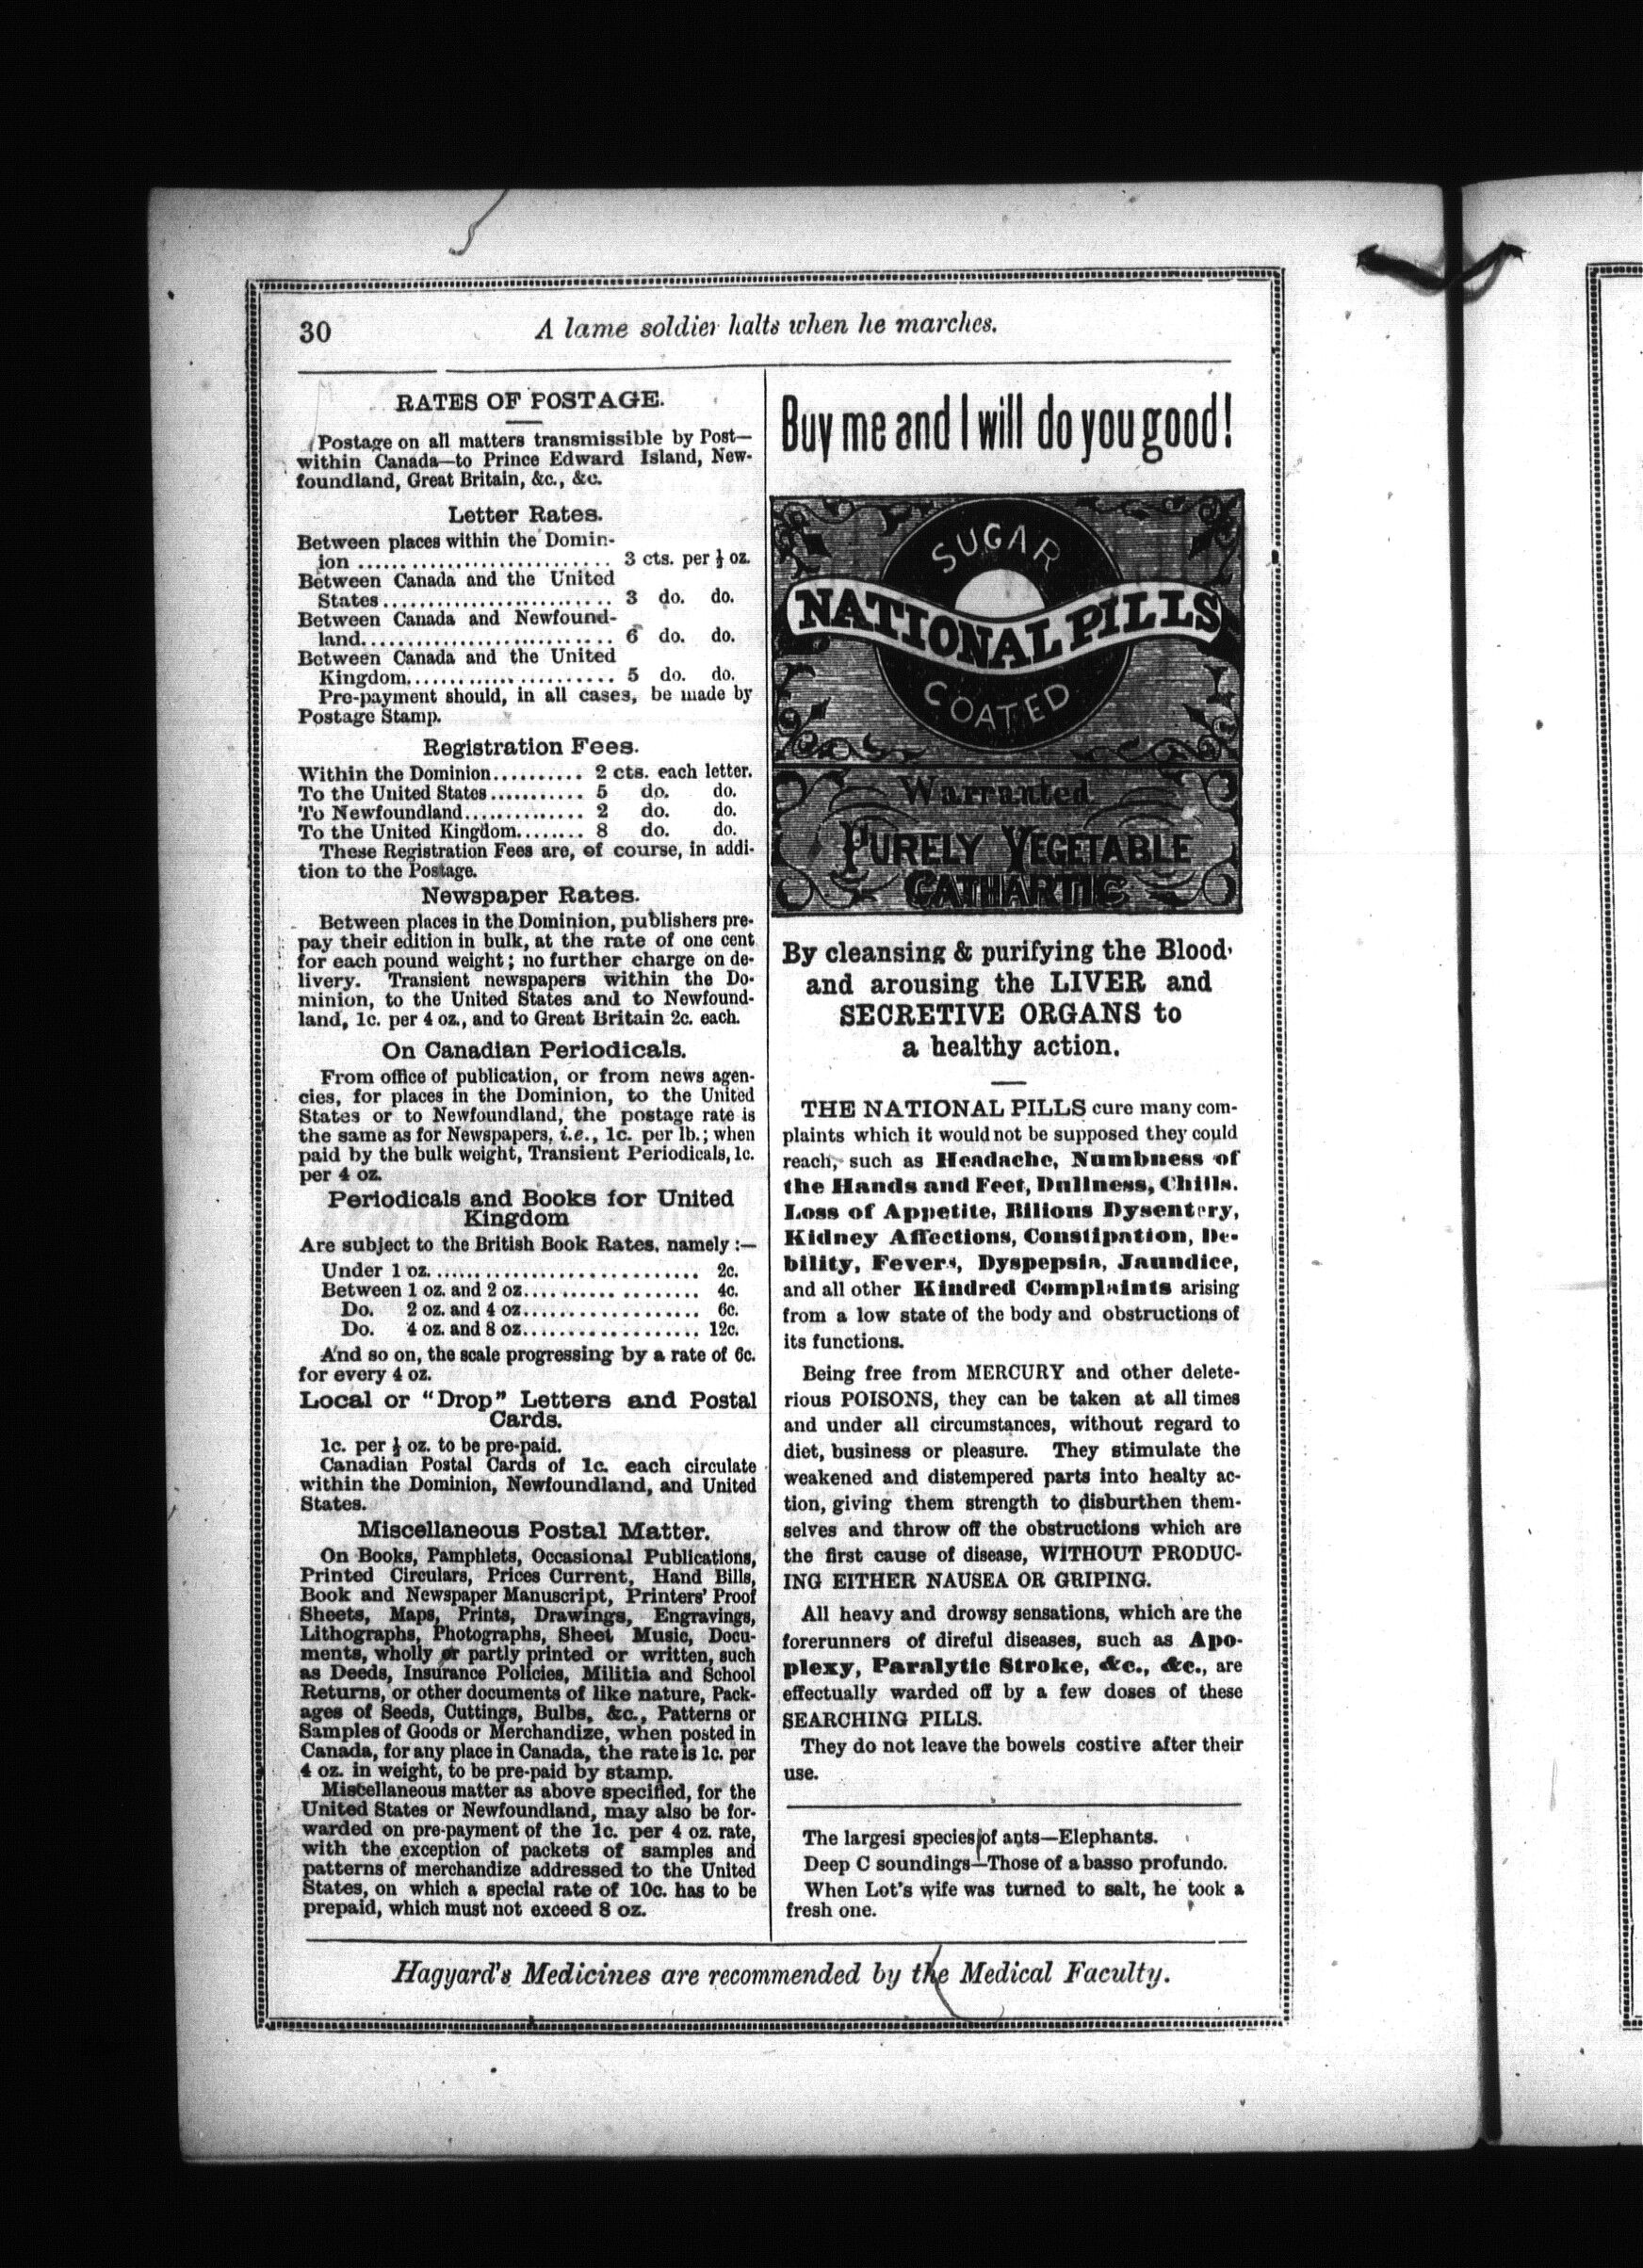 30
A lame soldier halts when he marches.
RATES OF POSTAGE.
Postage on all matters transmissible by Post—
within Canada—to Prince Edward Island, New-
foundland, Great Britain, &c., &c.
Letter Rates.
Between places within the Domin-
ion ............................ 3 cts. per ½ oz.
Between Canada and the United
States.......................... 3 do. do.
Between Canada and Newfound-
land............................ 6 do. do.
Between Canada and the United
Kingdom....................... 5 do. do.
Pre-payment should, in all cases, be made by
Postage Stamp.
Registration Fees.
Within the Dominion.......... 2 cts. each letter.
To the United States........... 5 do. do.
To Newfoundland.............. 2 do. do.
To the United Kingdom........ 8 do. do.
These Registration Fees are, of course, in addi-
tion to the Postage.
Newspaper Rates.
Between places in the Dominion, publishers pre-
pay their edition in bulk, at the rate of one cent
for each pound weight; no further charge on de-
livery. Transient newspapers within the Do-
minion, to the United States and to Newfound-
land, 1c. per 4 oz., and to Great Britain 2c. each.
On Canadian Periodicals.
From office of publication, or from news agen-
cies, for places in the Dominion, to the United
States or to Newfoundland, the postage rate is
the same as for Newspapers, i.e., 1c. per lb.; when
paid by the bulk weight, Transient Periodicals, 1c.
per 4 oz.
Periodicals and Books for United
Kingdom
Are subject to the British Book Rates, namely :—
Under 1 oz............................... 2c.
Between 1 oz. and 2 oz.................... 4c.
Do. 2 oz. and 4 oz.................... 6c.
Do. 4 oz. and 8 oz.................... 12c.
And so on, the scale progressing by a rate of 6c.
for every 4 oz.
Local or "Drop" Letters and Postal
Cards.
1c. per ½ oz. to be pre-paid.
Canadian Postal Cards of 1c. each circulate
within the Dominion, Newfoundland, and United
States.
Miscellaneous Postal Matter.
On Books, Pamphlets, Occasional Publications,
Printed Circulars, Prices Current, Hand Bills,
Book and Newspaper Manuscript, Printers' Proof
Sheets, Maps, Prints, Drawings, Engravings,
Lithographs, Photographs, Sheet Music, Docu-
ments, wholly or partly printed or written, such
as Deeds, Insurance Policies, Militia and School
Returns, or other documents of like nature, Pack-
ages of Seeds, Cuttings, Bulbs, &c., Patterns or
Samples of Goods or Merchandize, when posted in
Canada, for any place in Canada, the rate is 1c. per
4 oz. in weight, to be pre-paid by stamp.
Miscellaneous matter as above specified, for the
United States or Newfoundland, may also be for-
warded on pre-payment of the 1c. per 4 oz. rate,
with the exception of packets of samples and
patterns of merchandize addressed to the United
States, on which a special rate of 10c. has to be
prepaid, which must not exceed 8 oz.
Buy me and I will do you good!
SUGAR
NATIONAL PILLS
COATED
Warranted
PURELY VEGETABLE
CATHARTIC
By cleansing & purifying the Blood,
and arousing the LIVER and
SECRETIVE ORGANS to
a healthy action.
THE NATIONAL PILLS cure many com-
plaints which it would not be supposed they could
reach, such as Headache, Numbness of
the Hands and Feet, Dullness, Chills.
Loss of Appetite, Bilious Dysentery,
Kidney Affections, Constipation, De-
bility, Fevers, Dyspepsia, Jaundice,
and all other Kindred Complaints arising
from a low state of the body and obstructions of
its functions.
Being free from MERCURY and other delete-
rious POISONS, they can be taken at all times
and under all circumstances, without regard to
diet, business or pleasure. They stimulate the
weakened and distempered parts into healty ac-
tion, giving them strength to disburthen them-
selves and throw off the obstructions which are
the first cause of disease, WITHOUT PRODUC-
ING EITHER NAUSEA OR GRIPING.
All heavy and drowsy sensations, which are the
forerunners of direful diseases, such as Apo-
plexy, Paralytic Stroke, &c., &c., are
effectually warded off by a few doses of these
SEARCHING PILLS.
They do not leave the bowels costive after their
use.
The largesi species of ants—Elephants.
Deep C soundings—Those of a basso profundo.
When Lot's wife was turned to salt, he took a
fresh one.
Hagyard's Medicines are recommended by the Medical Faculty.